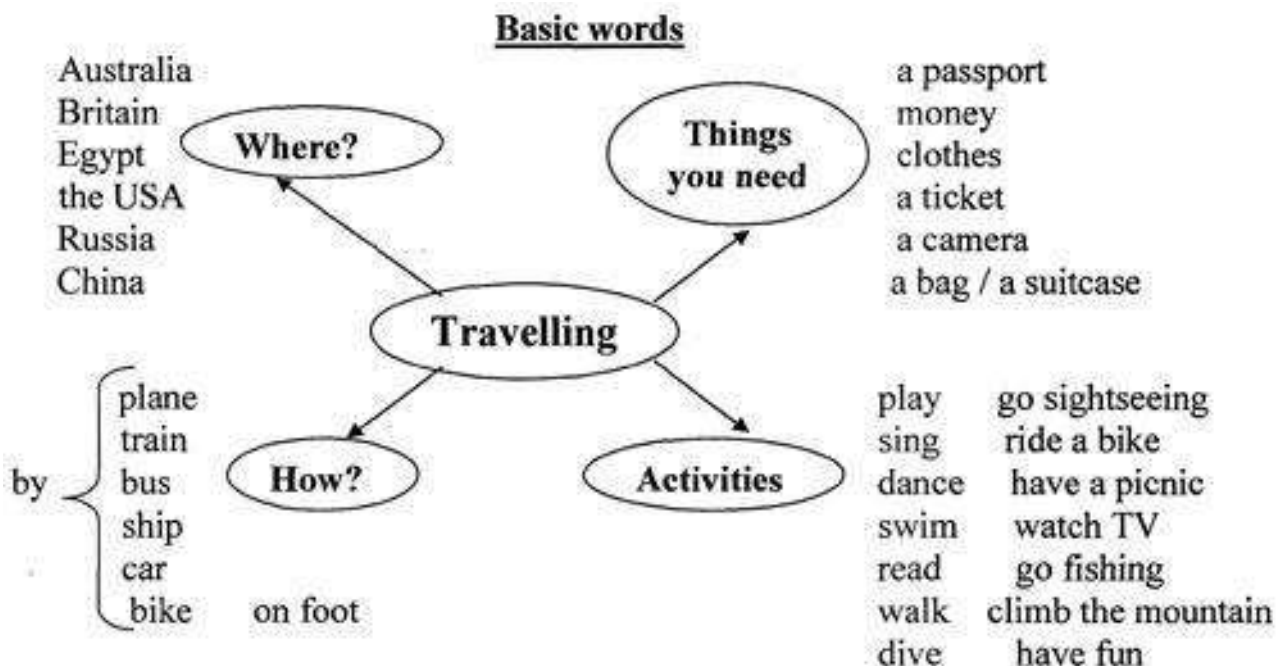 Basic words
Australia
Britain
Egypt
the USA
Russia
China
Where?
Things
you need
a passport
money
clothes
a ticket
a camera
a bag / a suitcase
Travelling
by
plane
train
bus
ship
car
bike on foot
How?
Activities
play go sightseeing
sing ride a bike
dance have a picnic
swim watch TV
read go fishing
walk climb the mountain
dive have fun